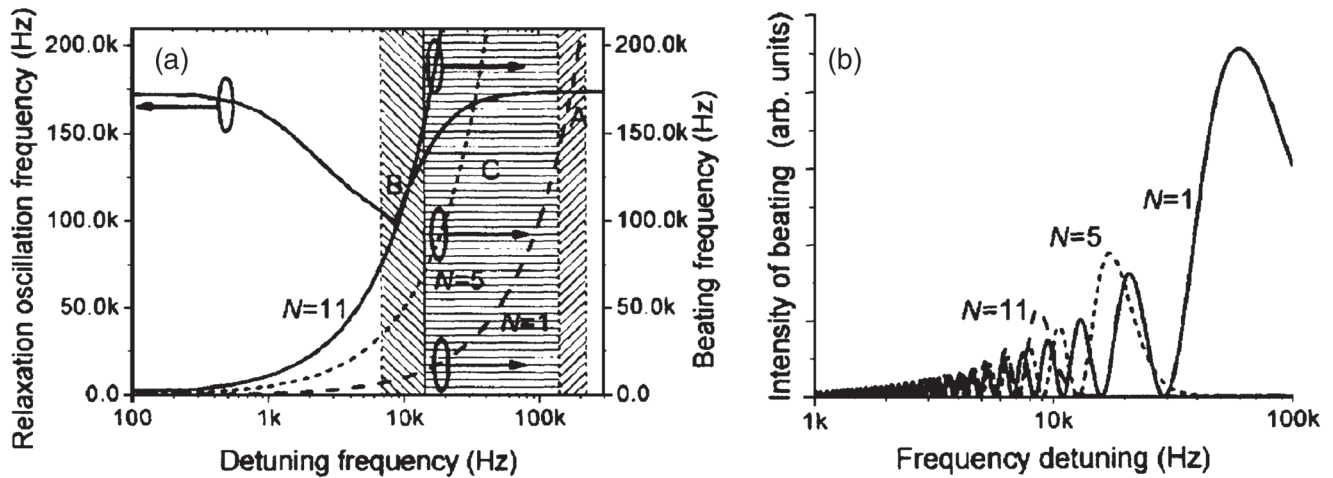 (a)
Relaxation oscillation frequency (Hz)
200.0k
150.0k
100.0k
50.0k
0.0
100
1k
10k
100k
Detuning frequency (Hz)
200.0k
150.0k
100.0k
50.0k
0.0
Beating frequency (Hz)
A
B
C
N=11
N=5
N=1
(b)
Intensity of beating (arb. units)
N=1
N=5
N=11
1k
10k
100k
Frequency detuning (Hz)